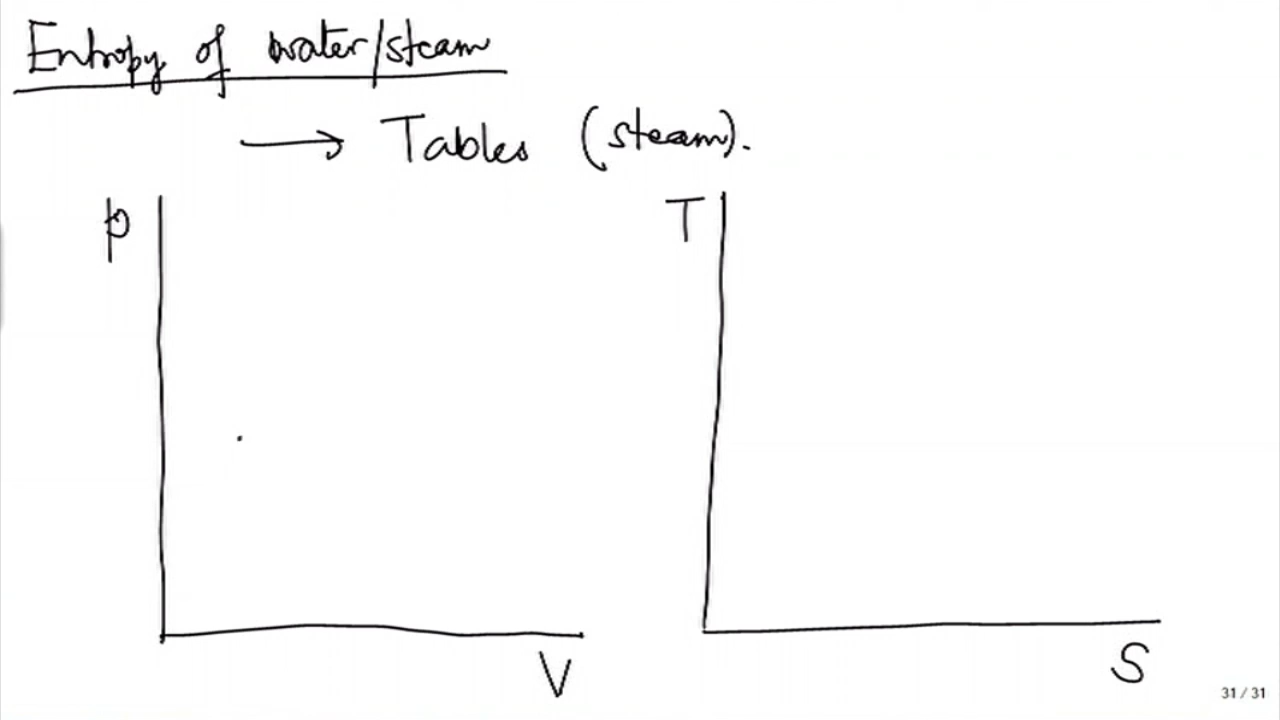 Entropy of water/steam
→ Tables (steam).
p
T
V
S
31 / 31